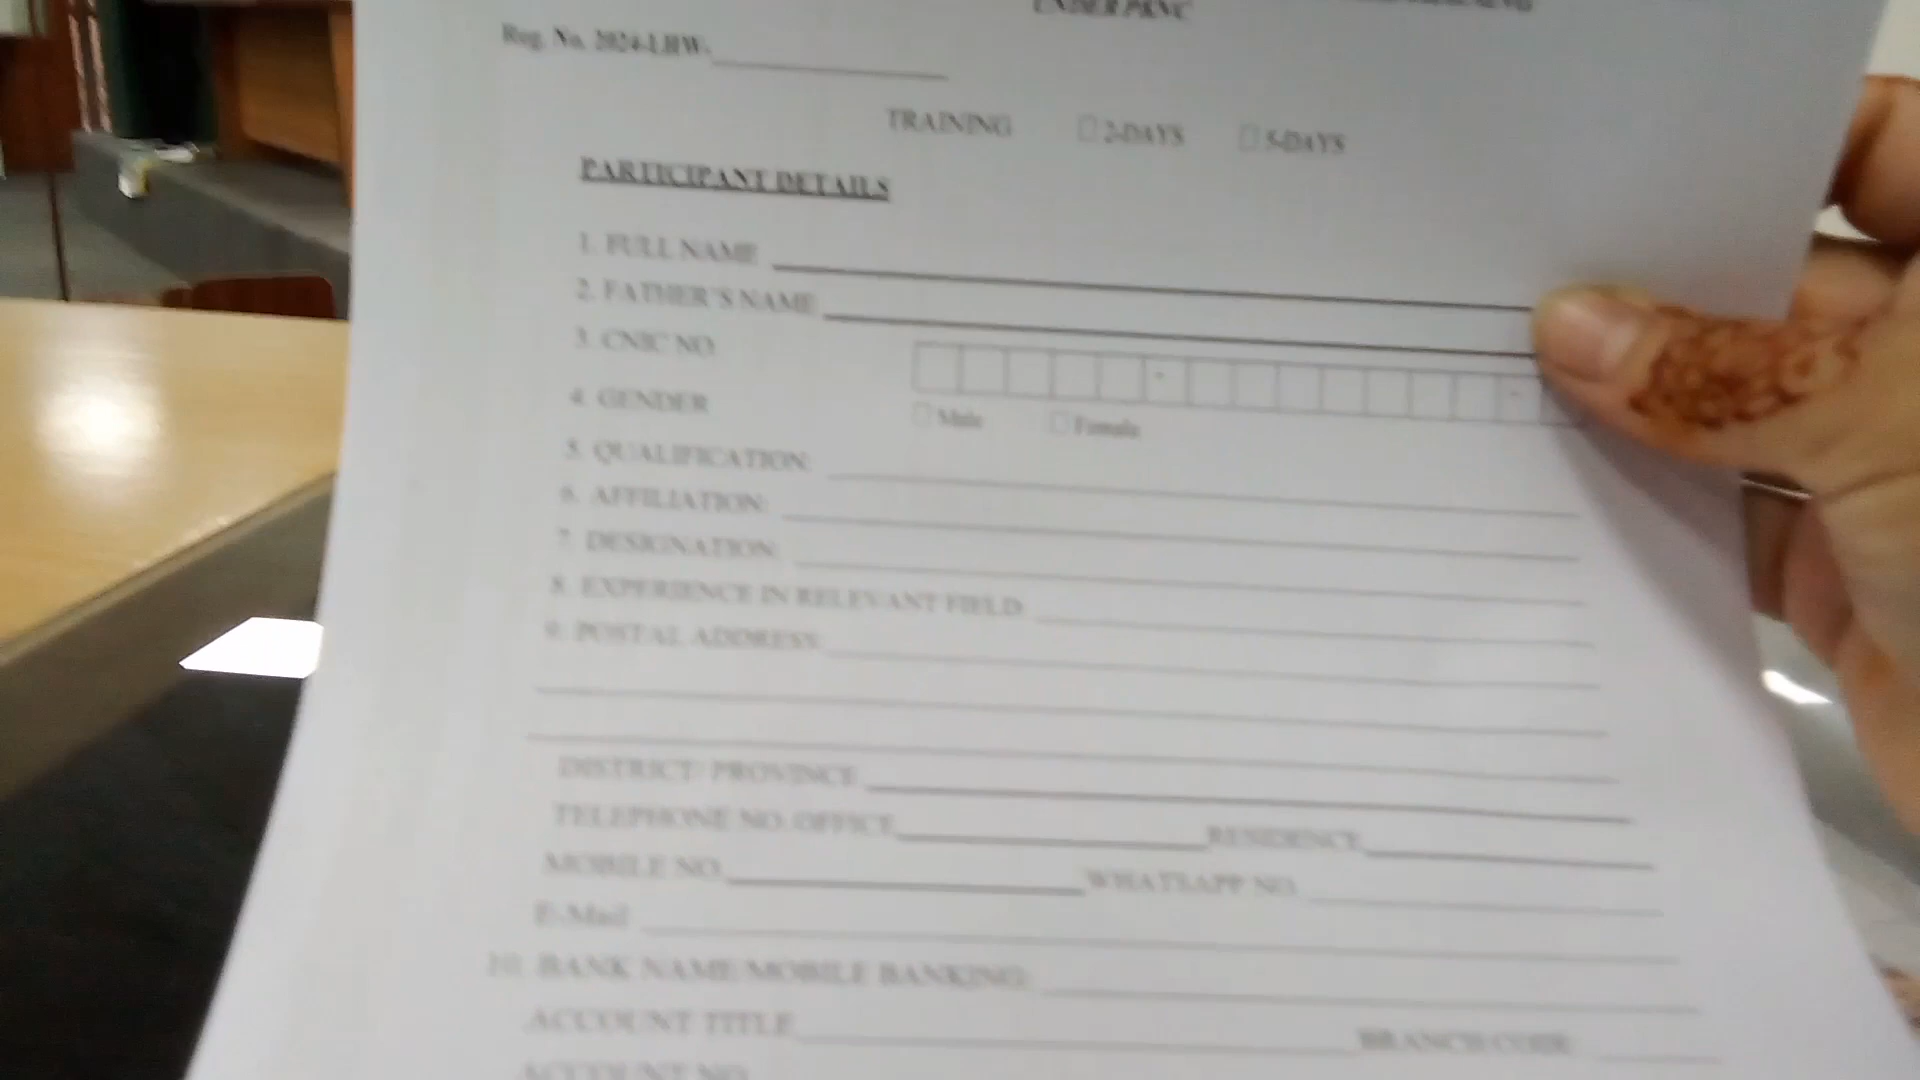 UNDER PKNC
Reg. No. 2024-LHW-
TRAINING 2-DAYS 5-DAYS
PARTICIPANT DETAILS
1. FULL NAME
2. FATHER'S NAME
3. CNIC NO.
4. GENDER Male Female
5. QUALIFICATION:
6. AFFILIATION:
7. DESIGNATION:
8. EXPERIENCE IN RELEVANT FIELD
9. POSTAL ADDRESS:
DISTRICT/ PROVINCE
TELEPHONE NO. OFFICE RESIDENCE
MOBILE NO. WHATSAPP NO.
E-Mail
10. BANK NAME/MOBILE BANKING:
ACCOUNT TITLE BRANCH CODE
ACCOUNT NO.